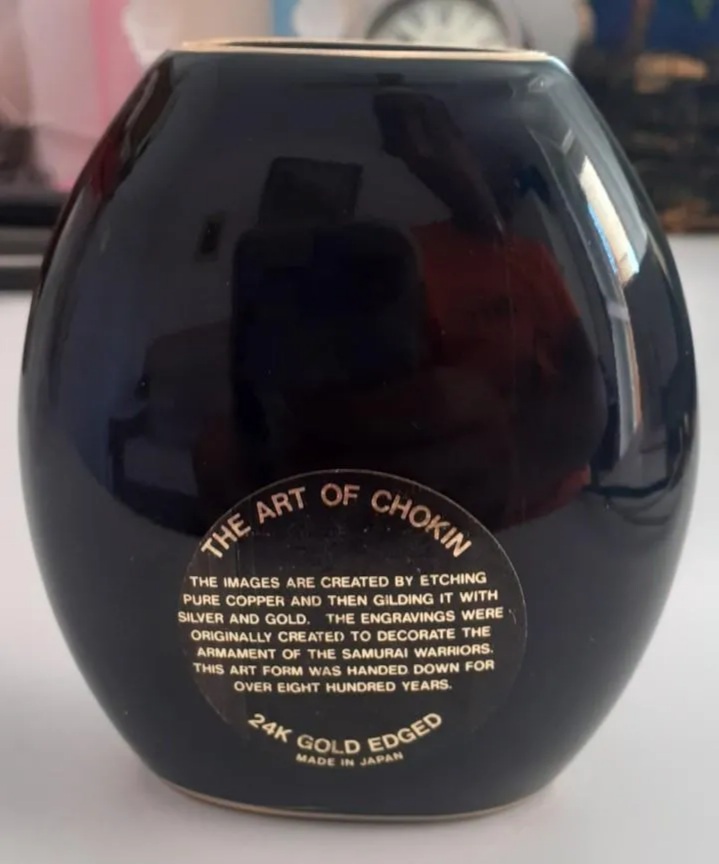 THE ART OF CHOKIN
THE IMAGES ARE CREATED BY ETCHING
PURE COPPER AND THEN GILDING IT WITH
SILVER AND GOLD. THE ENGRAVINGS WERE
ORIGINALLY CREATED TO DECORATE THE
ARMAMENT OF THE SAMURAI WARRIORS.
THIS ART FORM WAS HANDED DOWN FOR
OVER EIGHT HUNDRED YEARS.
24K GOLD EDGED
MADE IN JAPAN